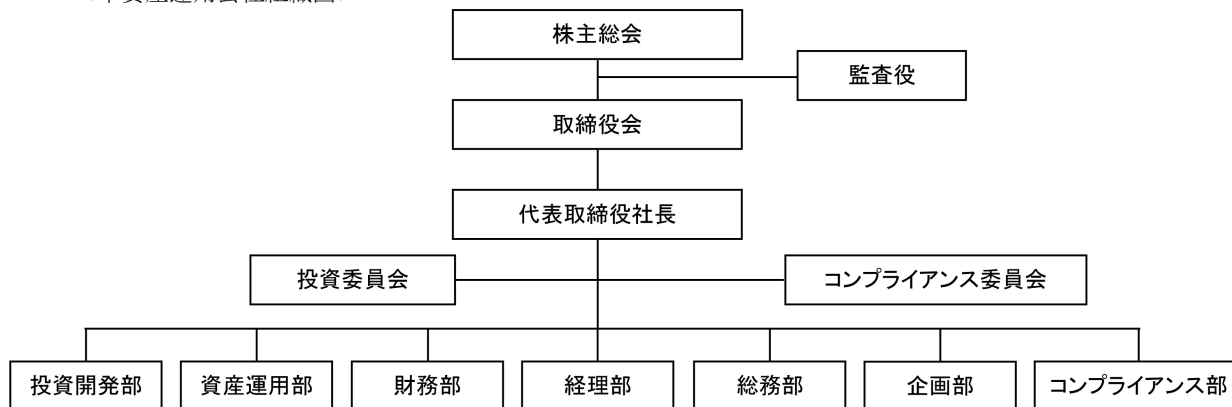 株主総会
監査役
取締役会
代表取締役社長
投資委員会
コンプライアンス委員会
投資開発部
資産運用部
財務部
経理部
総務部
企画部
コンプライアンス部